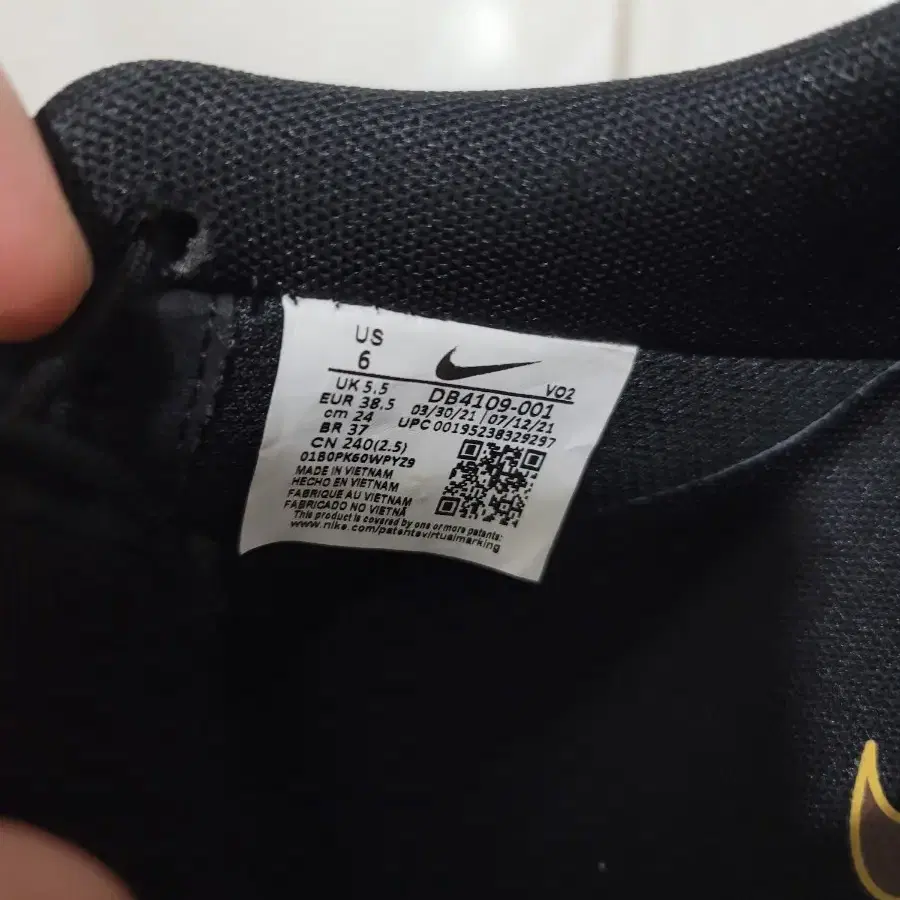 US
6
UK 5.5
EUR 38.5
cm 24
BR 37
CN 240(2.5)
01B0PK60WPYZ9
MADE IN VIETNAM
HECHO EN VIETNAM
FABRIQUE AU VIETNAM
FABRICADO NO VIETNÃ
VO2
DB4109-001
03/30/21 | 07/12/21
UPC 00195238329297
This product is covered by one or more patents:
www.nike.com/patentsvirtualmarking